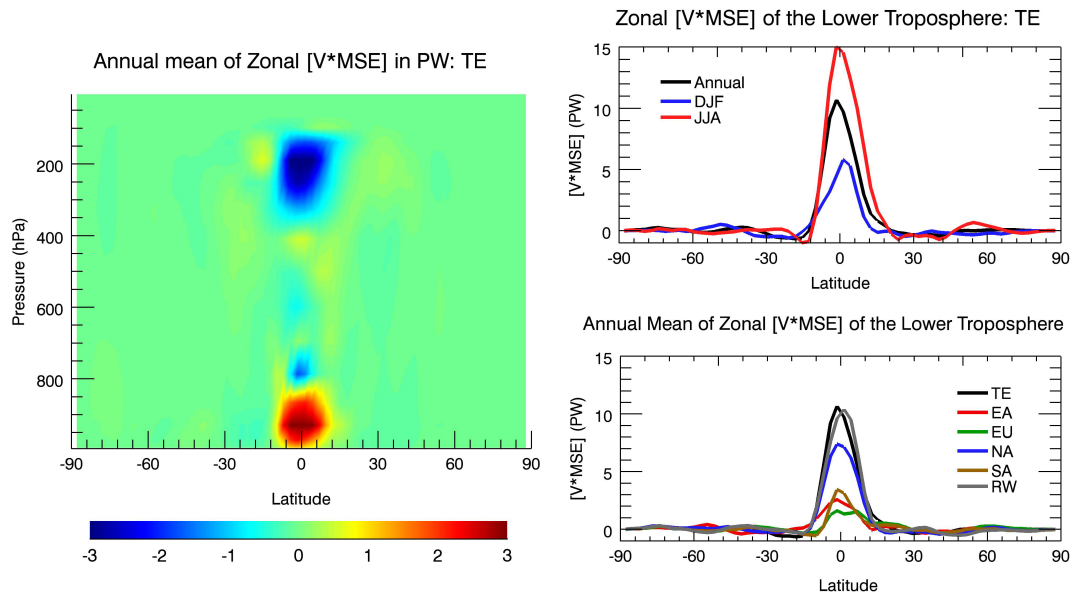 Annual mean of Zonal [V*MSE] in PW: TE
Pressure (hPa)
200
400
600
800
-90 -60 -30 0 30 60 90
Latitude
-3 -2 -1 0 1 2 3
Zonal [V*MSE] of the Lower Troposphere: TE
[V*MSE] (PW)
15
10
5
0
Annual
DJF
JJA
-90 -60 -30 0 30 60 90
Latitude
Annual Mean of Zonal [V*MSE] of the Lower Troposphere
[V*MSE] (PW)
15
10
5
0
TE
EA
EU
NA
SA
RW
-90 -60 -30 0 30 60 90
Latitude